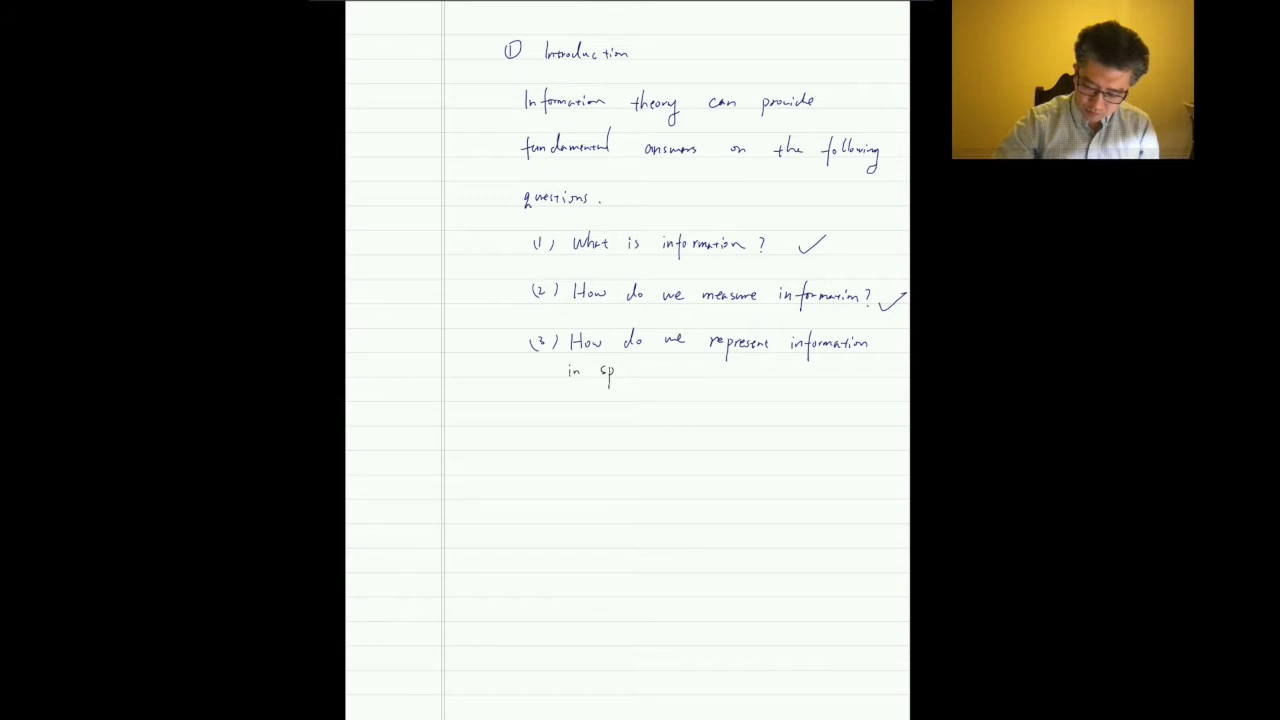 ① Introduction
Information theory can provide
fundamental answers on the following
questions.
(1) What is information? ✓
(2) How do we measure information? ✓
(3) How do we represent information
in sp